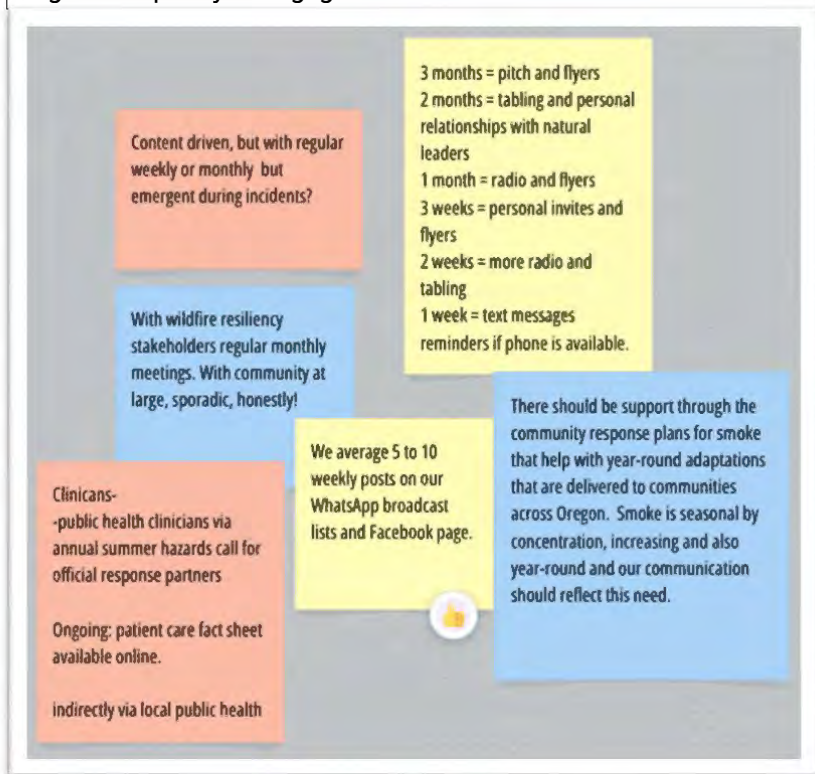 Content driven, but with regular
weekly or monthly but
emergent during incidents?
3 months = pitch and flyers
2 months = tabling and personal
relationships with natural
leaders
1 month = radio and flyers
3 weeks = personal invites and
flyers
2 weeks = more radio and
tabling
1 week = text messages
reminders if phone is available.
With wildfire resiliency
stakeholders regular monthly
meetings. With community at
large, sporadic, honestly!
We average 5 to 10
weekly posts on our
WhatsApp broadcast
lists and Facebook page.
There should be support through the
community response plans for smoke
that help with year-round adaptations
that are delivered to communities
across Oregon. Smoke is seasonal by
concentration, increasing and also
year-round and our communication
should reflect this need.
Clinicians-
-public health clinicians via
annual summer hazards call for
official response partners
Ongoing: patient care fact sheet
available online.
indirectly via local public health